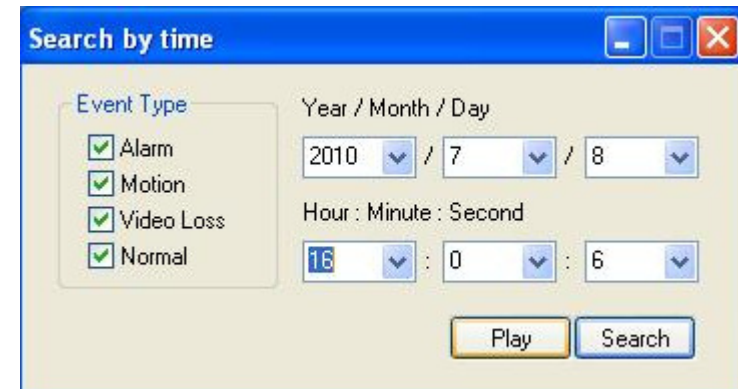 Search by time
Event Type
Alarm
Motion
Video Loss
Normal
Year / Month / Day
2010 / 7 / 8
Hour : Minute : Second
16 : 0 : 6
Play Search